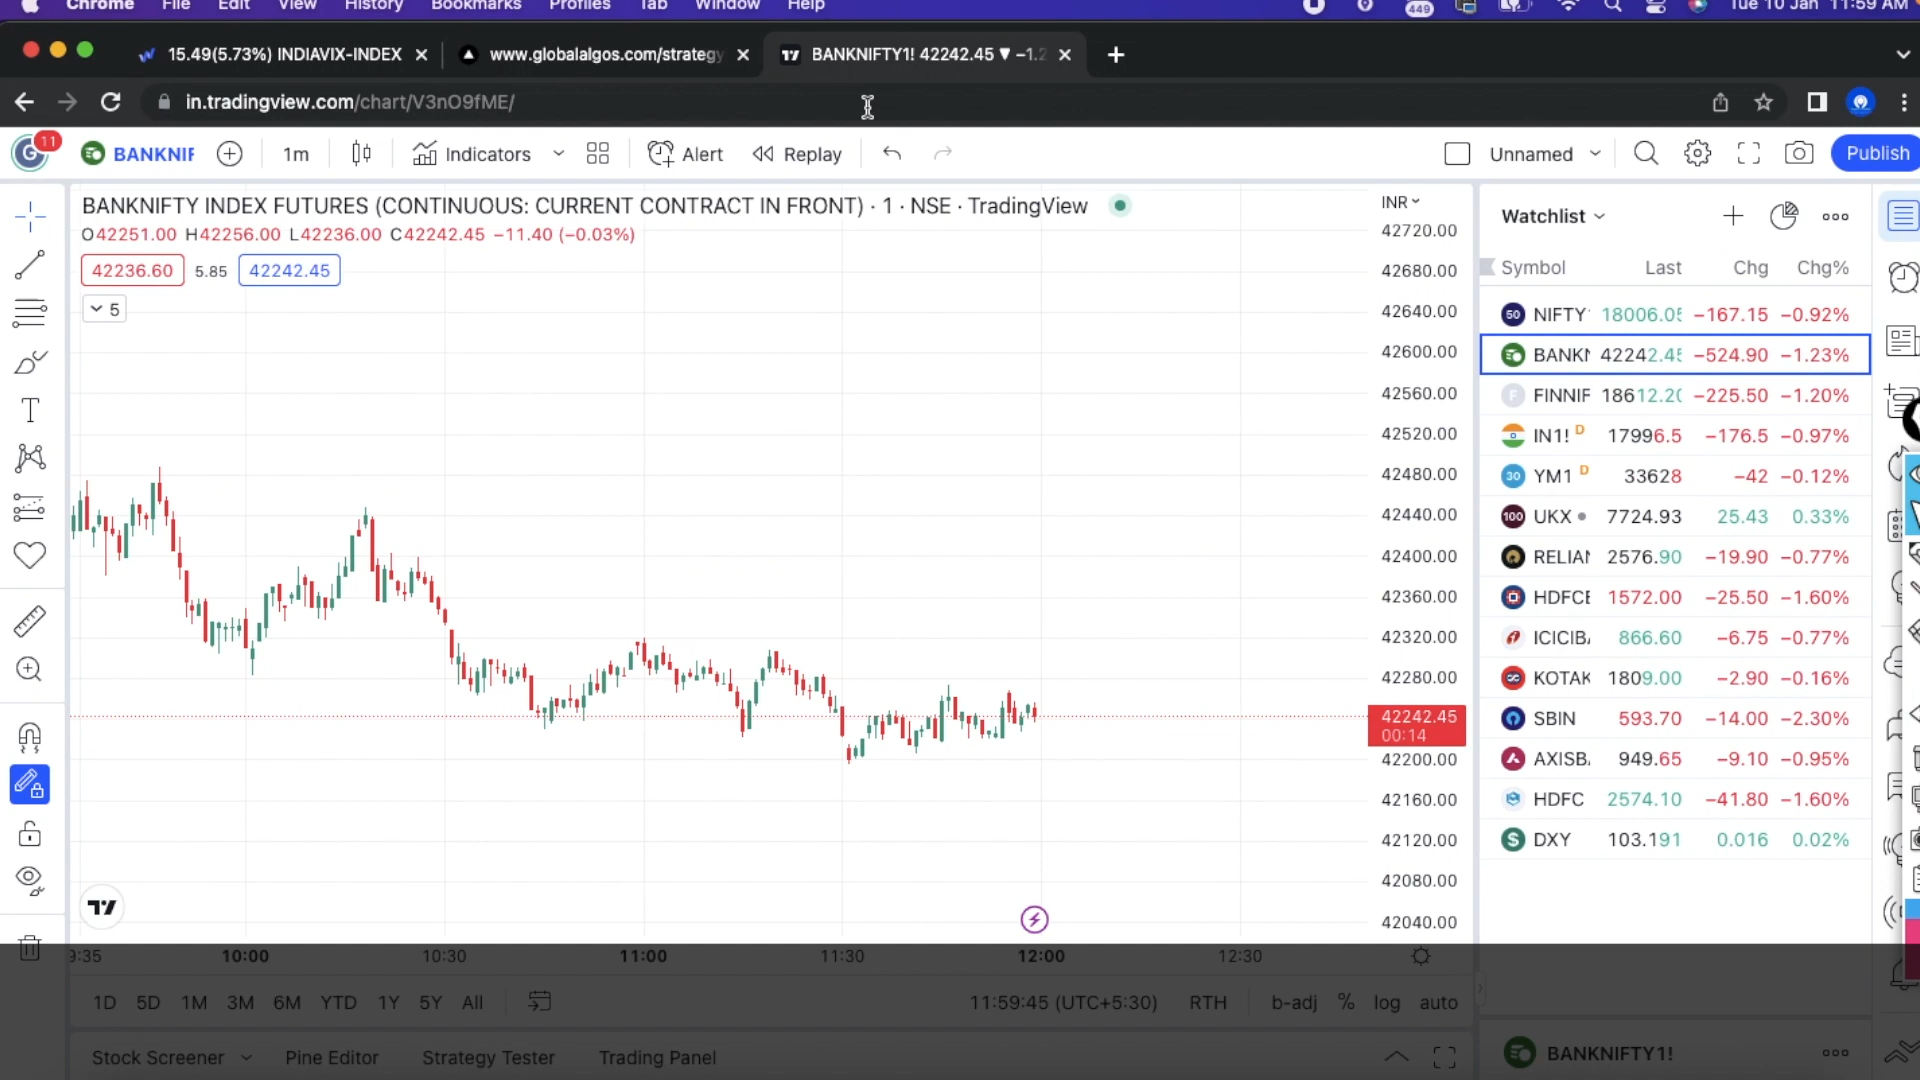 Chrome File Edit View History Bookmarks Profiles Tab Window Help 449 Tue 10 Jan 11:59 AM
15.49(5.73%) INDIAVIX-INDEX www.globalalgos.com/strategy BANKNIFTY1! 42242.45 ▼ −1.2
in.tradingview.com/chart/V3nO9fME/
G 11 BANKNIF 1m Indicators Alert Replay Unnamed Publish
BANKNIFTY INDEX FUTURES (CONTINUOUS: CURRENT CONTRACT IN FRONT) · 1 · NSE · TradingView
O42251.00 H42256.00 L42236.00 C42242.45 −11.40 (−0.03%)
42236.60 5.85 42242.45
5
INR
42720.00
42680.00
42640.00
42600.00
42560.00
42520.00
42480.00
42440.00
42400.00
42360.00
42320.00
42280.00
42242.45
00:14
42200.00
42160.00
42120.00
42080.00
42040.00
Watchlist
Symbol Last Chg Chg%
50 NIFTY 18006.05 −167.15 −0.92%
BANKN 42242.45 −524.90 −1.23%
F FINNIF 18612.20 −225.50 −1.20%
IN1! D 17996.5 −176.5 −0.97%
30 YM1 D 33628 −42 −0.12%
100 UKX 7724.93 25.43 0.33%
RELIAN 2576.90 −19.90 −0.77%
HDFCB 1572.00 −25.50 −1.60%
ICICIB 866.60 −6.75 −0.77%
KOTAK 1809.00 −2.90 −0.16%
SBIN 593.70 −14.00 −2.30%
AXISB 949.65 −9.10 −0.95%
HDFC 2574.10 −41.80 −1.60%
S DXY 103.191 0.016 0.02%
9:35 10:00 10:30 11:00 11:30 12:00 12:30
1D 5D 1M 3M 6M YTD 1Y 5Y All 11:59:45 (UTC+5:30) RTH b-adj % log auto
Stock Screener Pine Editor Strategy Tester Trading Panel
BANKNIFTY1!